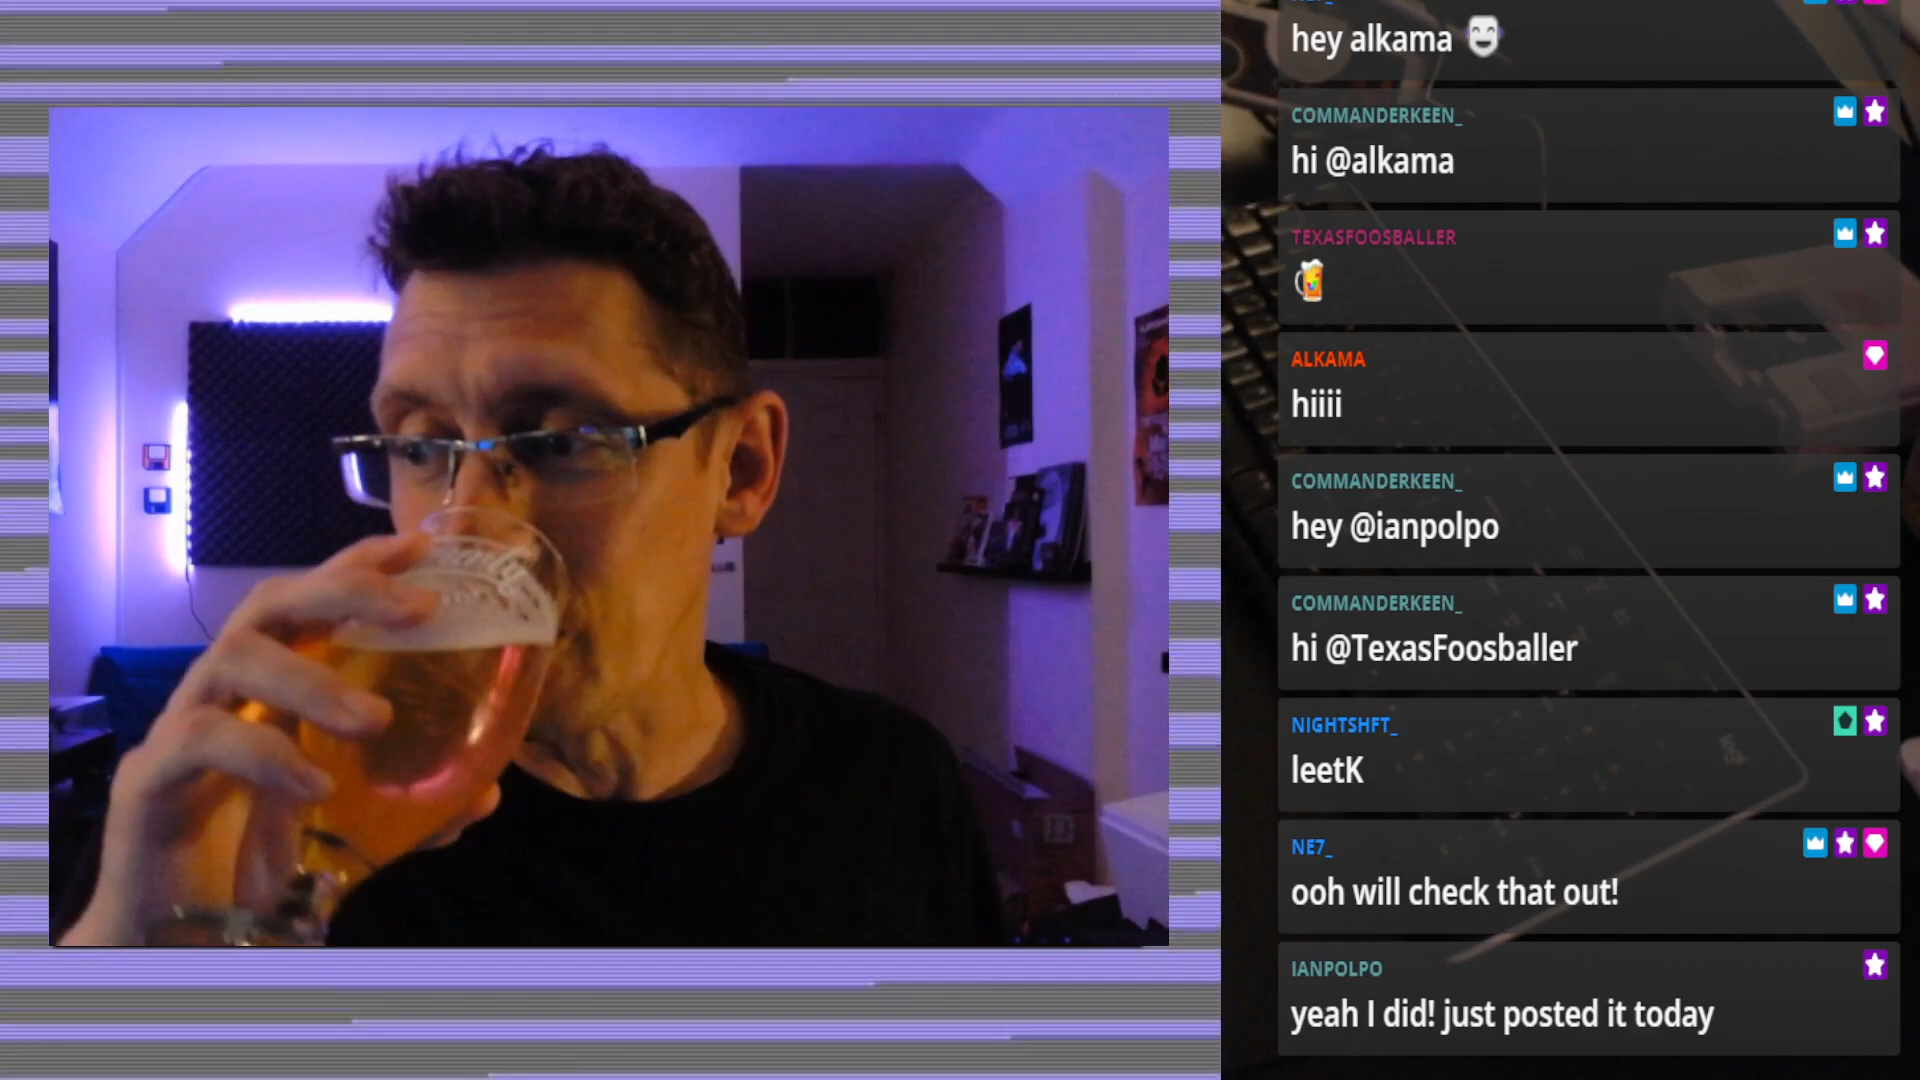 hey alkama
COMMANDERKEEN_
hi @alkama
TEXASFOOSBALLER
ALKAMA
hiiii
COMMANDERKEEN_
hey @ianpolpo
COMMANDERKEEN_
hi @TexasFoosballer
NIGHTSHFT_
leetK
NE7_
ooh will check that out!
IANPOLPO
yeah I did! just posted it today